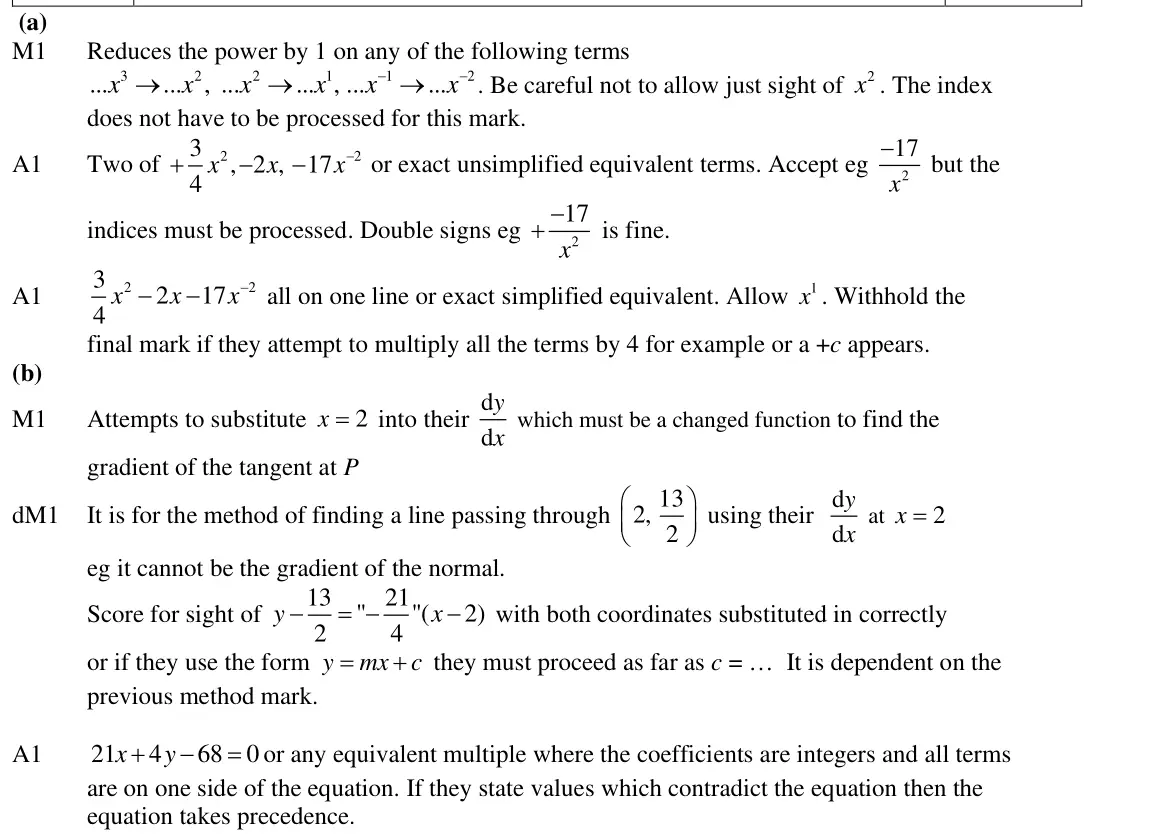 (a)
M1 Reduces the power by 1 on any of the following terms
...x³ →...x², ...x² →...x¹, ...x⁻¹ →...x⁻². Be careful not to allow just sight of x². The index
does not have to be processed for this mark.
A1 Two of +3/4 x², −2x, −17x⁻² or exact unsimplified equivalent terms. Accept eg −17/x² but the
indices must be processed. Double signs eg + −17/x² is fine.
A1 3/4 x² − 2x − 17x⁻² all on one line or exact simplified equivalent. Allow x¹. Withhold the
final mark if they attempt to multiply all the terms by 4 for example or a +c appears.
(b)
M1 Attempts to substitute x = 2 into their dy/dx which must be a changed function to find the
gradient of the tangent at P
dM1 It is for the method of finding a line passing through (2, 13/2) using their dy/dx at x = 2
eg it cannot be the gradient of the normal.
Score for sight of y − 13/2 = "−21/4"(x − 2) with both coordinates substituted in correctly
or if they use the form y = mx + c they must proceed as far as c = … It is dependent on the
previous method mark.
A1 21x + 4y − 68 = 0 or any equivalent multiple where the coefficients are integers and all terms
are on one side of the equation. If they state values which contradict the equation then the
equation takes precedence.